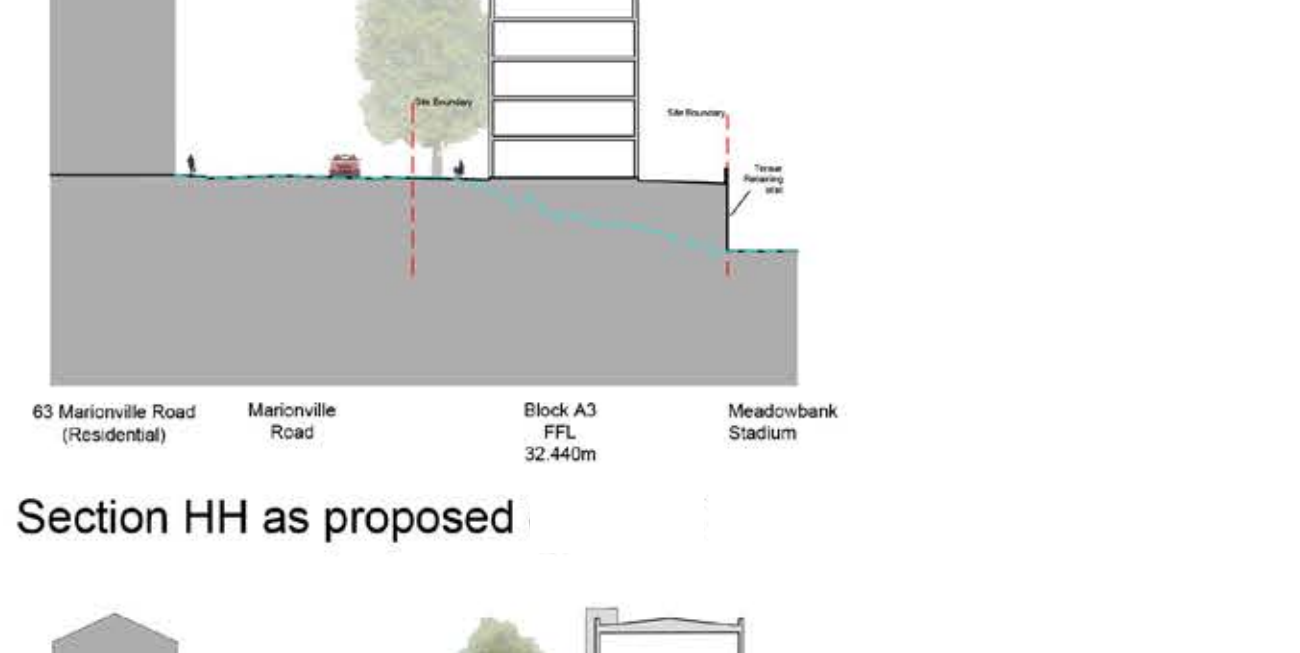 Site Boundary
Site Boundary
Retaining
63 Marionville Road
(Residential)
Marionville
Road
Block A3
FFL
32.440m
Meadowbank
Stadium
Section HH as proposed